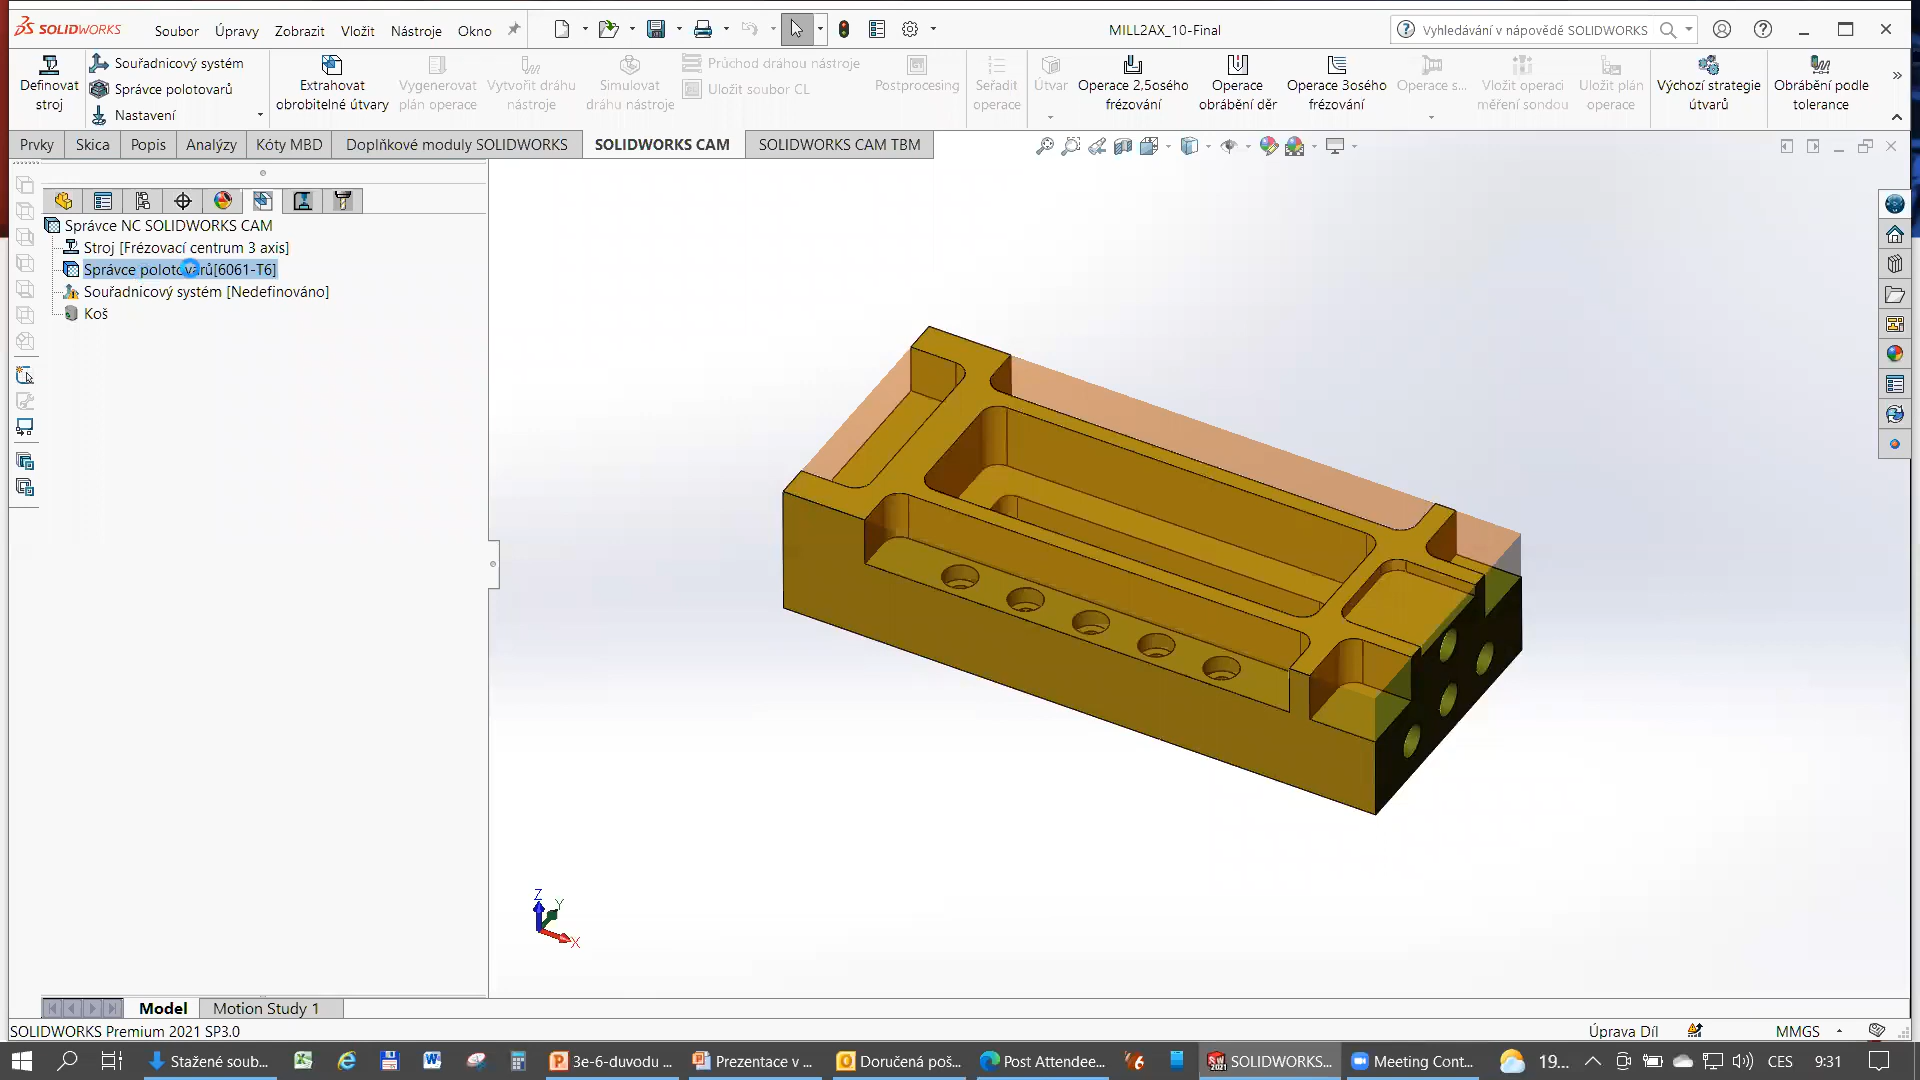 SOLIDWORKS
Soubor
Úpravy
Zobrazit
Vložit
Nástroje
Okno
MILL2AX_10-Final
Vyhledávání v nápovědě SOLIDWORKS
Definovat
stroj
Souřadnicový systém
Správce polotovarů
Nastavení
Extrahovat
obrobitelné útvary
Vygenerovat
plán operace
Vytvořit dráhu
nástroje
Simulovat
dráhu nástroje
Průchod dráhou nástroje
Uložit soubor CL
Postprocesing
Seřadit
operace
Útvar
Operace 2,5osého
frézování
Operace
obrábění děr
Operace 3osého
frézování
Operace s...
Vložit operaci
měření sondou
Uložit plán
operace
Výchozí strategie
útvarů
Obrábění podle
tolerance
Prvky
Skica
Popis
Analýzy
Kóty MBD
Doplňkové moduly SOLIDWORKS
SOLIDWORKS CAM
SOLIDWORKS CAM TBM
Správce NC SOLIDWORKS CAM
Stroj [Frézovací centrum 3 axis]
Správce polotovarů[6061-T6]
Souřadnicový systém [Nedefinováno]
Koš
Z
Y
X
Model
Motion Study 1
SOLIDWORKS Premium 2021 SP3.0
Úprava Díl
MMGS
Stažené soub...
3e-6-duvodu ...
Prezentace v ...
Doručená poš...
Post Attendee...
SOLIDWORKS...
Meeting Cont...
19...
CES
9:31